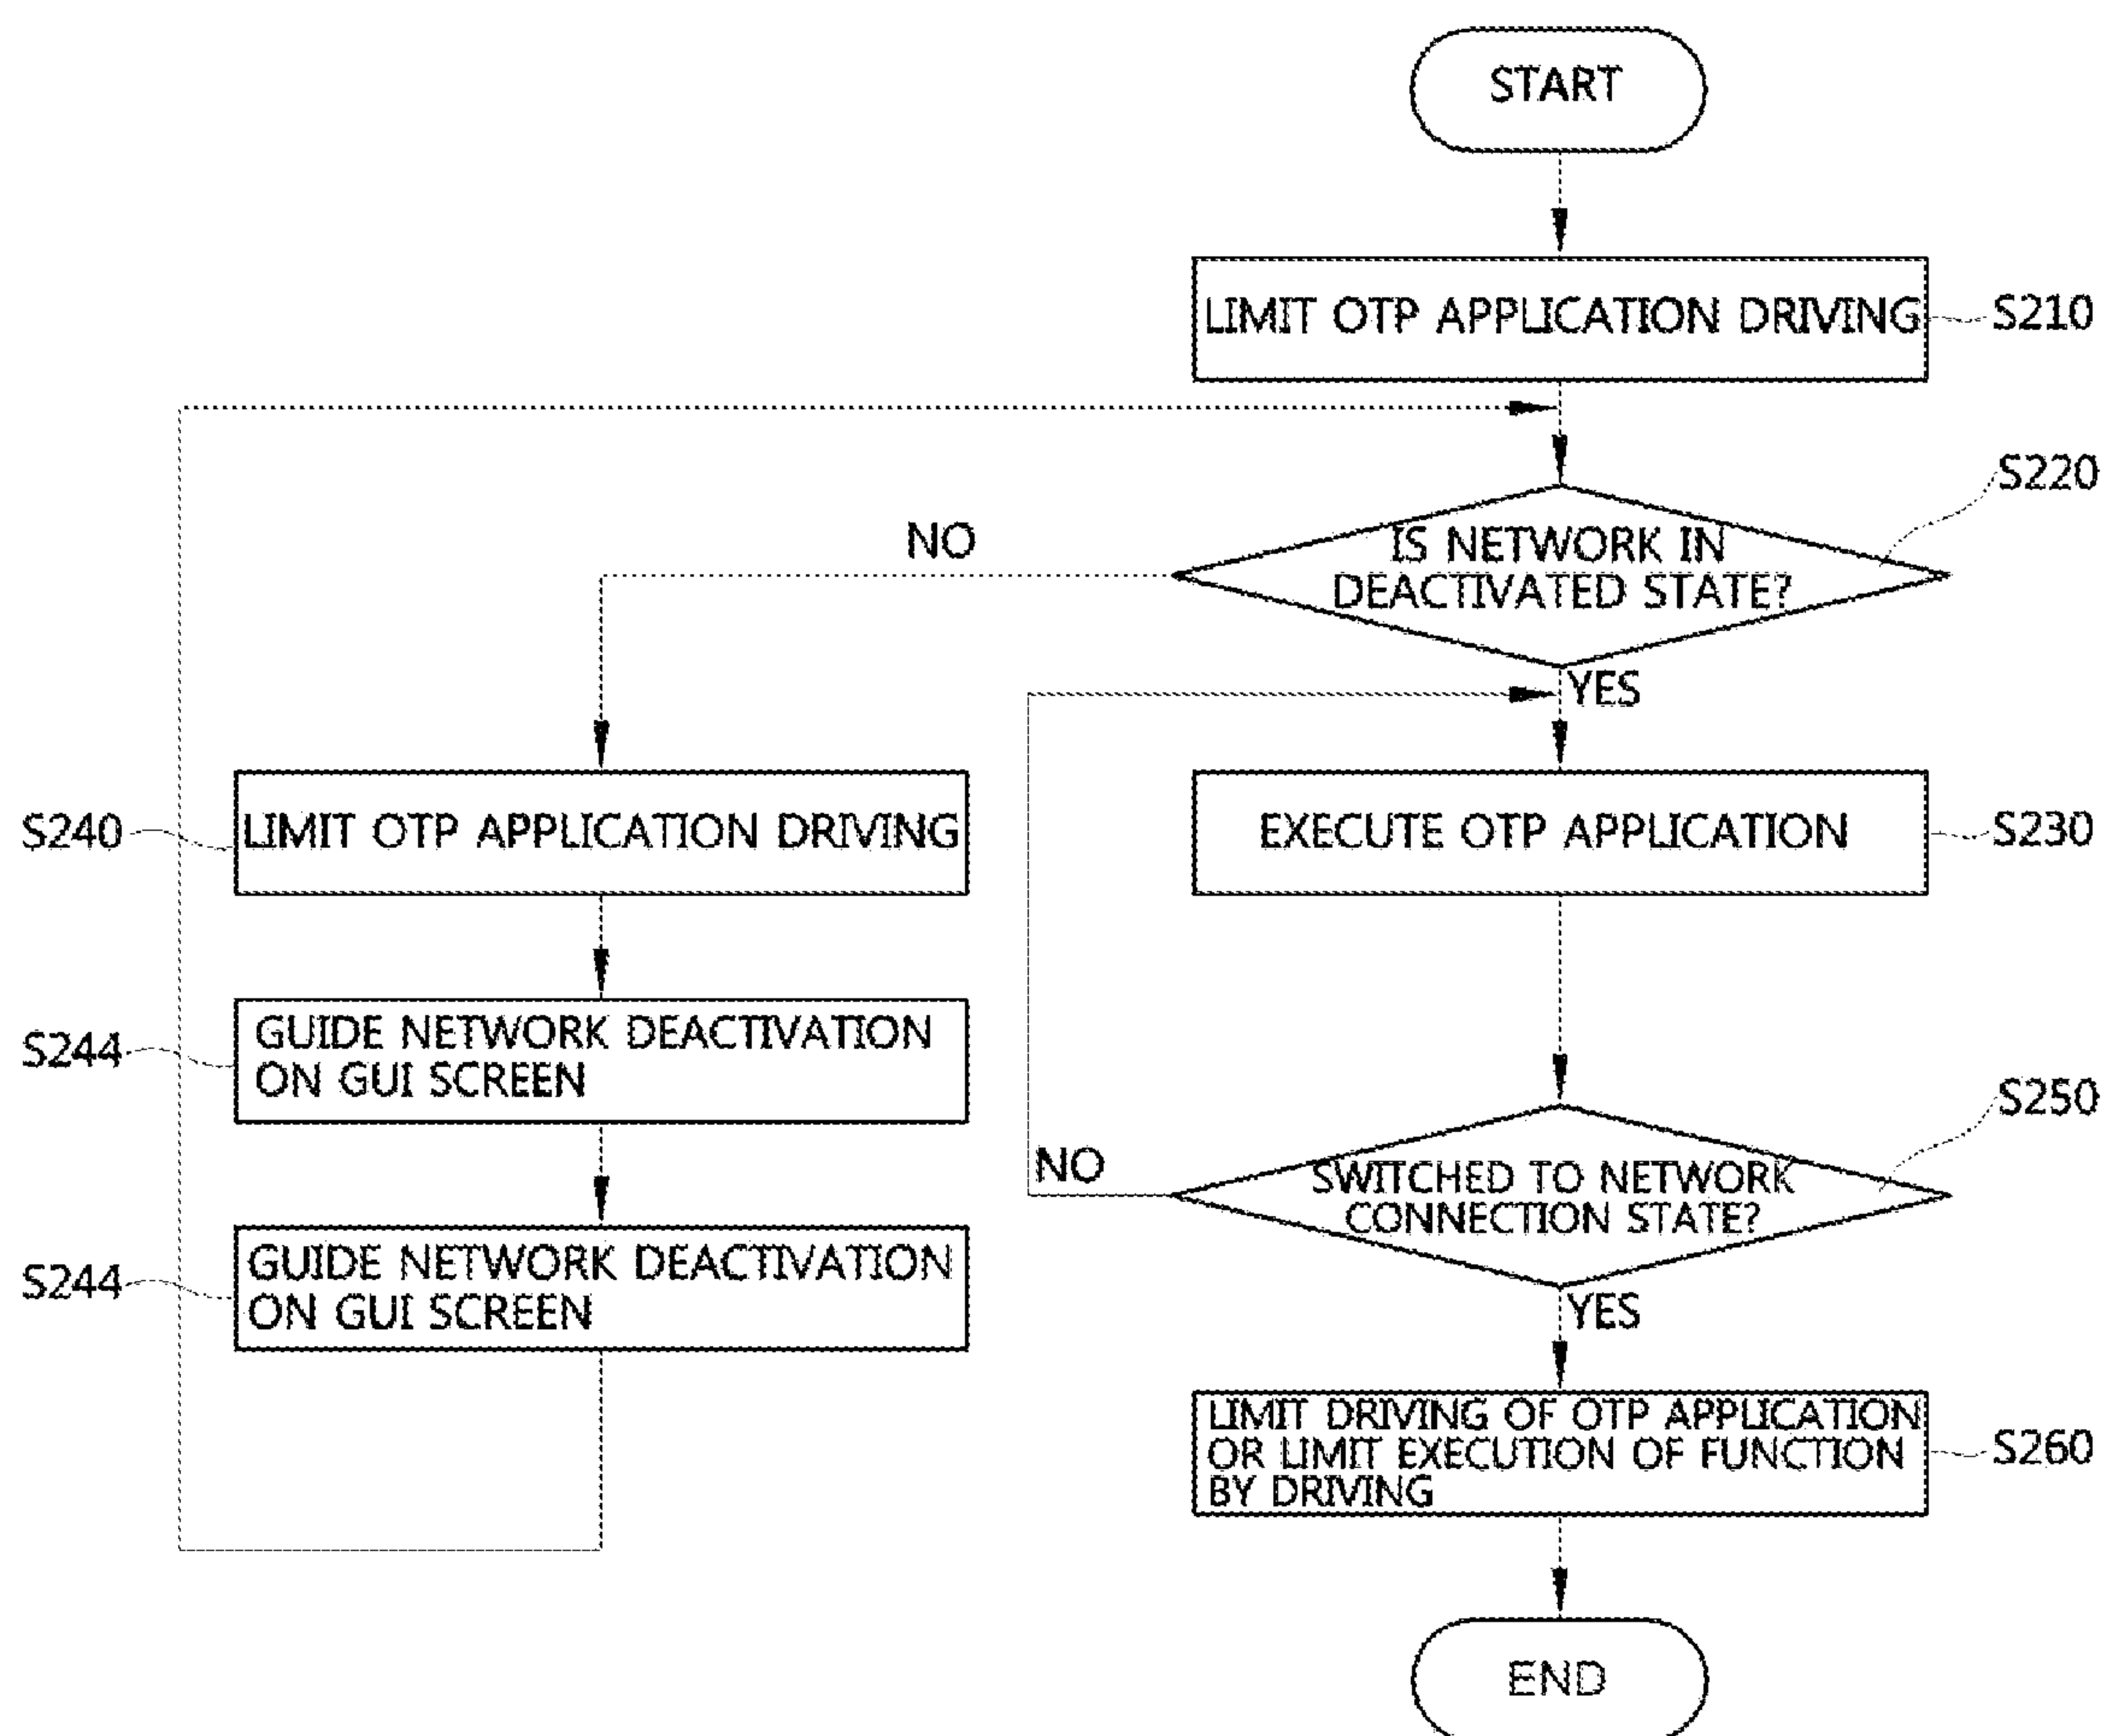 START
LIMIT OTP APPLICATION DRIVING
S210
S220
IS NETWORK IN
DEACTIVATED STATE?
NO
YES
S240
LIMIT OTP APPLICATION DRIVING
EXECUTE OTP APPLICATION
S230
S244
GUIDE NETWORK DEACTIVATION
ON GUI SCREEN
S250
SWITCHED TO NETWORK
CONNECTION STATE?
NO
YES
S244
GUIDE NETWORK DEACTIVATION
ON GUI SCREEN
LIMIT DRIVING OF OTP APPLICATION
OR LIMIT EXECUTION OF FUNCTION
BY DRIVING
S260
END